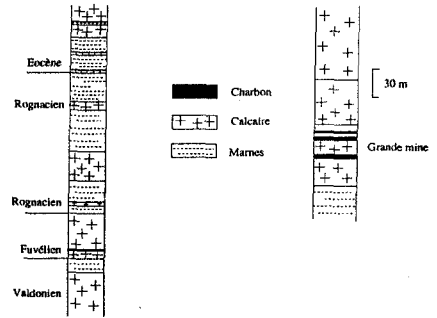 Eocène
Rognacien
Rognacien
Fuvélien
Valdonien
Charbon
Calcaire
Marnes
30 m
Grande mine